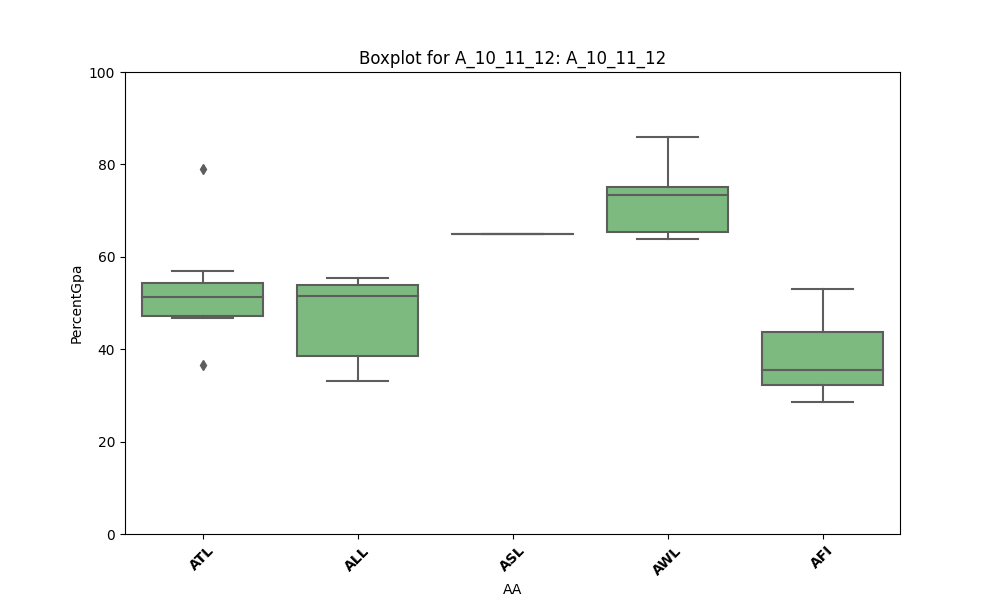 Boxplot for A_10_11_12: A_10_11_12
100
80
60
40
20
0
PercentGpa
ATL
ALL
ASL
AWL
AFI
AA